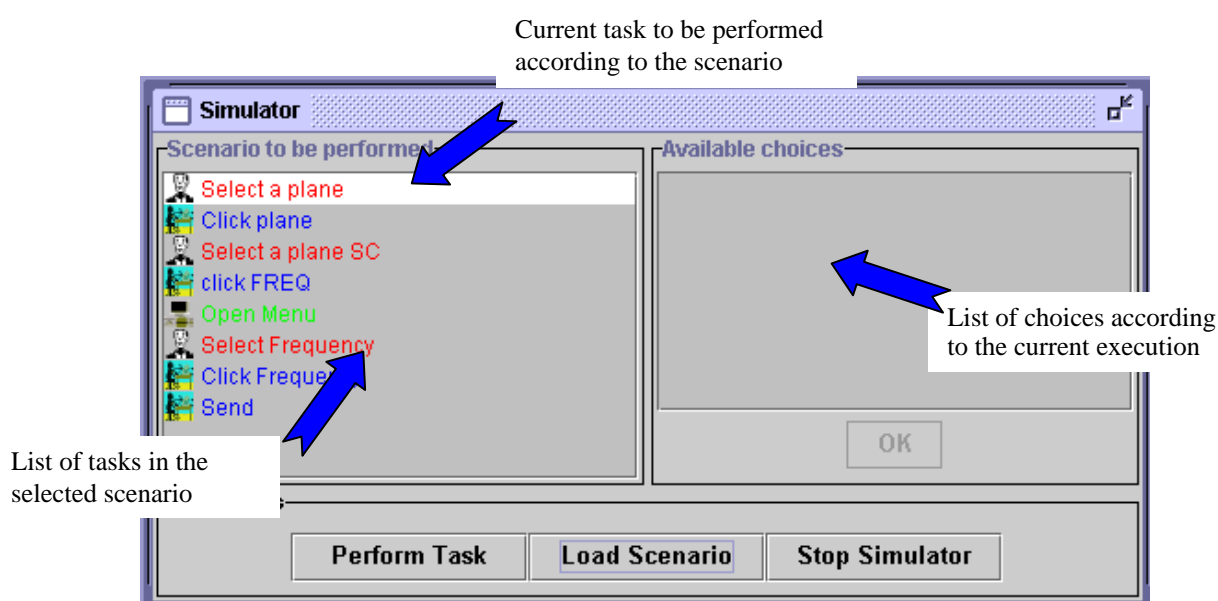 Current task to be performed
according to the scenario
Simulator
Scenario to be performed
Available choices
Select a plane
Click plane
Select a plane SC
click FREQ
Open Menu
Select Frequency
Click Freque
Send
List of choices according
to the current execution
OK
List of tasks in the
selected scenario
Perform Task
Load Scenario
Stop Simulator